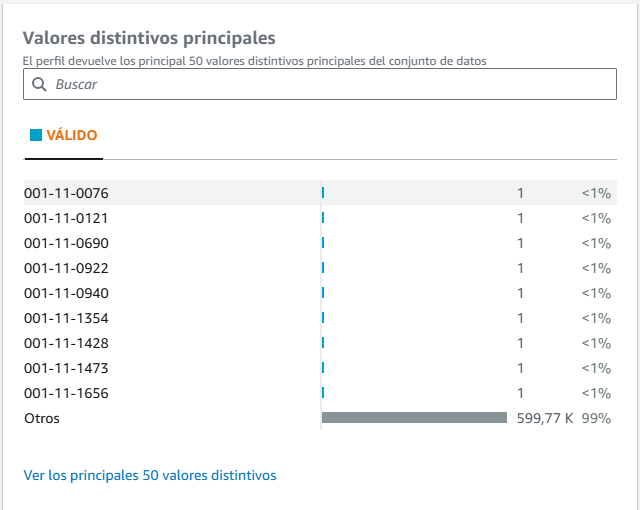 Valores distintivos principales
El perfil devuelve los principal 50 valores distintivos principales del conjunto de datos
Buscar
VÁLIDO
001-11-0076 1 <1%
001-11-0121 1 <1%
001-11-0690 1 <1%
001-11-0922 1 <1%
001-11-0940 1 <1%
001-11-1354 1 <1%
001-11-1428 1 <1%
001-11-1473 1 <1%
001-11-1656 1 <1%
Otros 599,77 K 99%
Ver los principales 50 valores distintivos